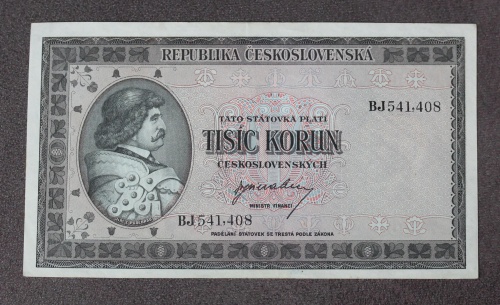 REPUBLIKA ČESKOSLOVENSKÁ
BJ 541,408
TATO STÁTOVKA PLATÍ
TISÍC KORUN
ČESKOSLOVENSKÝCH
MINISTR FINANCÍ
BJ 541,408
PADĚLÁNÍ STÁTOVEK SE TRESTÁ PODLE ZÁKONA